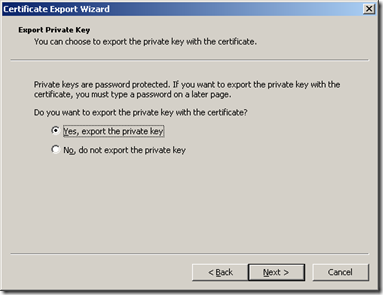 Certificate Export Wizard
Export Private Key
You can choose to export the private key with the certificate.
Private keys are password protected. If you want to export the private key with the
certificate, you must type a password on a later page.
Do you want to export the private key with the certificate?
Yes, export the private key
No, do not export the private key
< Back
Next >
Cancel